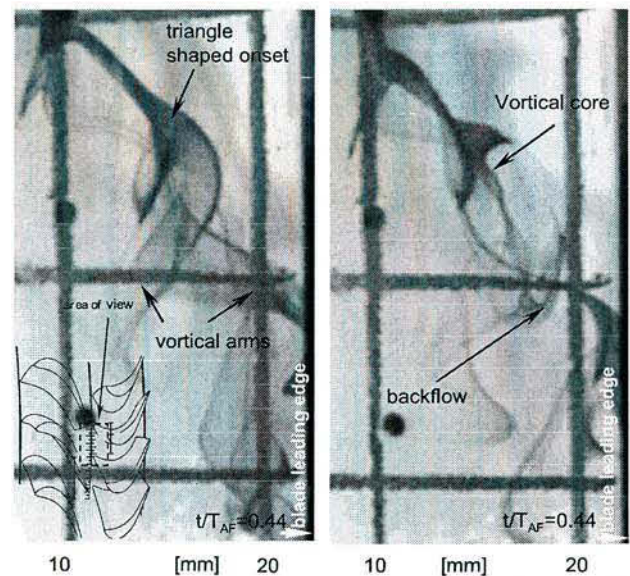 triangle
shaped onset
area of view
vortical arms
t/T_AF=0.44
blade leading edge
10 [mm] 20
Vortical core
backflow
t/T_AF=0.44
blade leading edge
10 [mm] 20